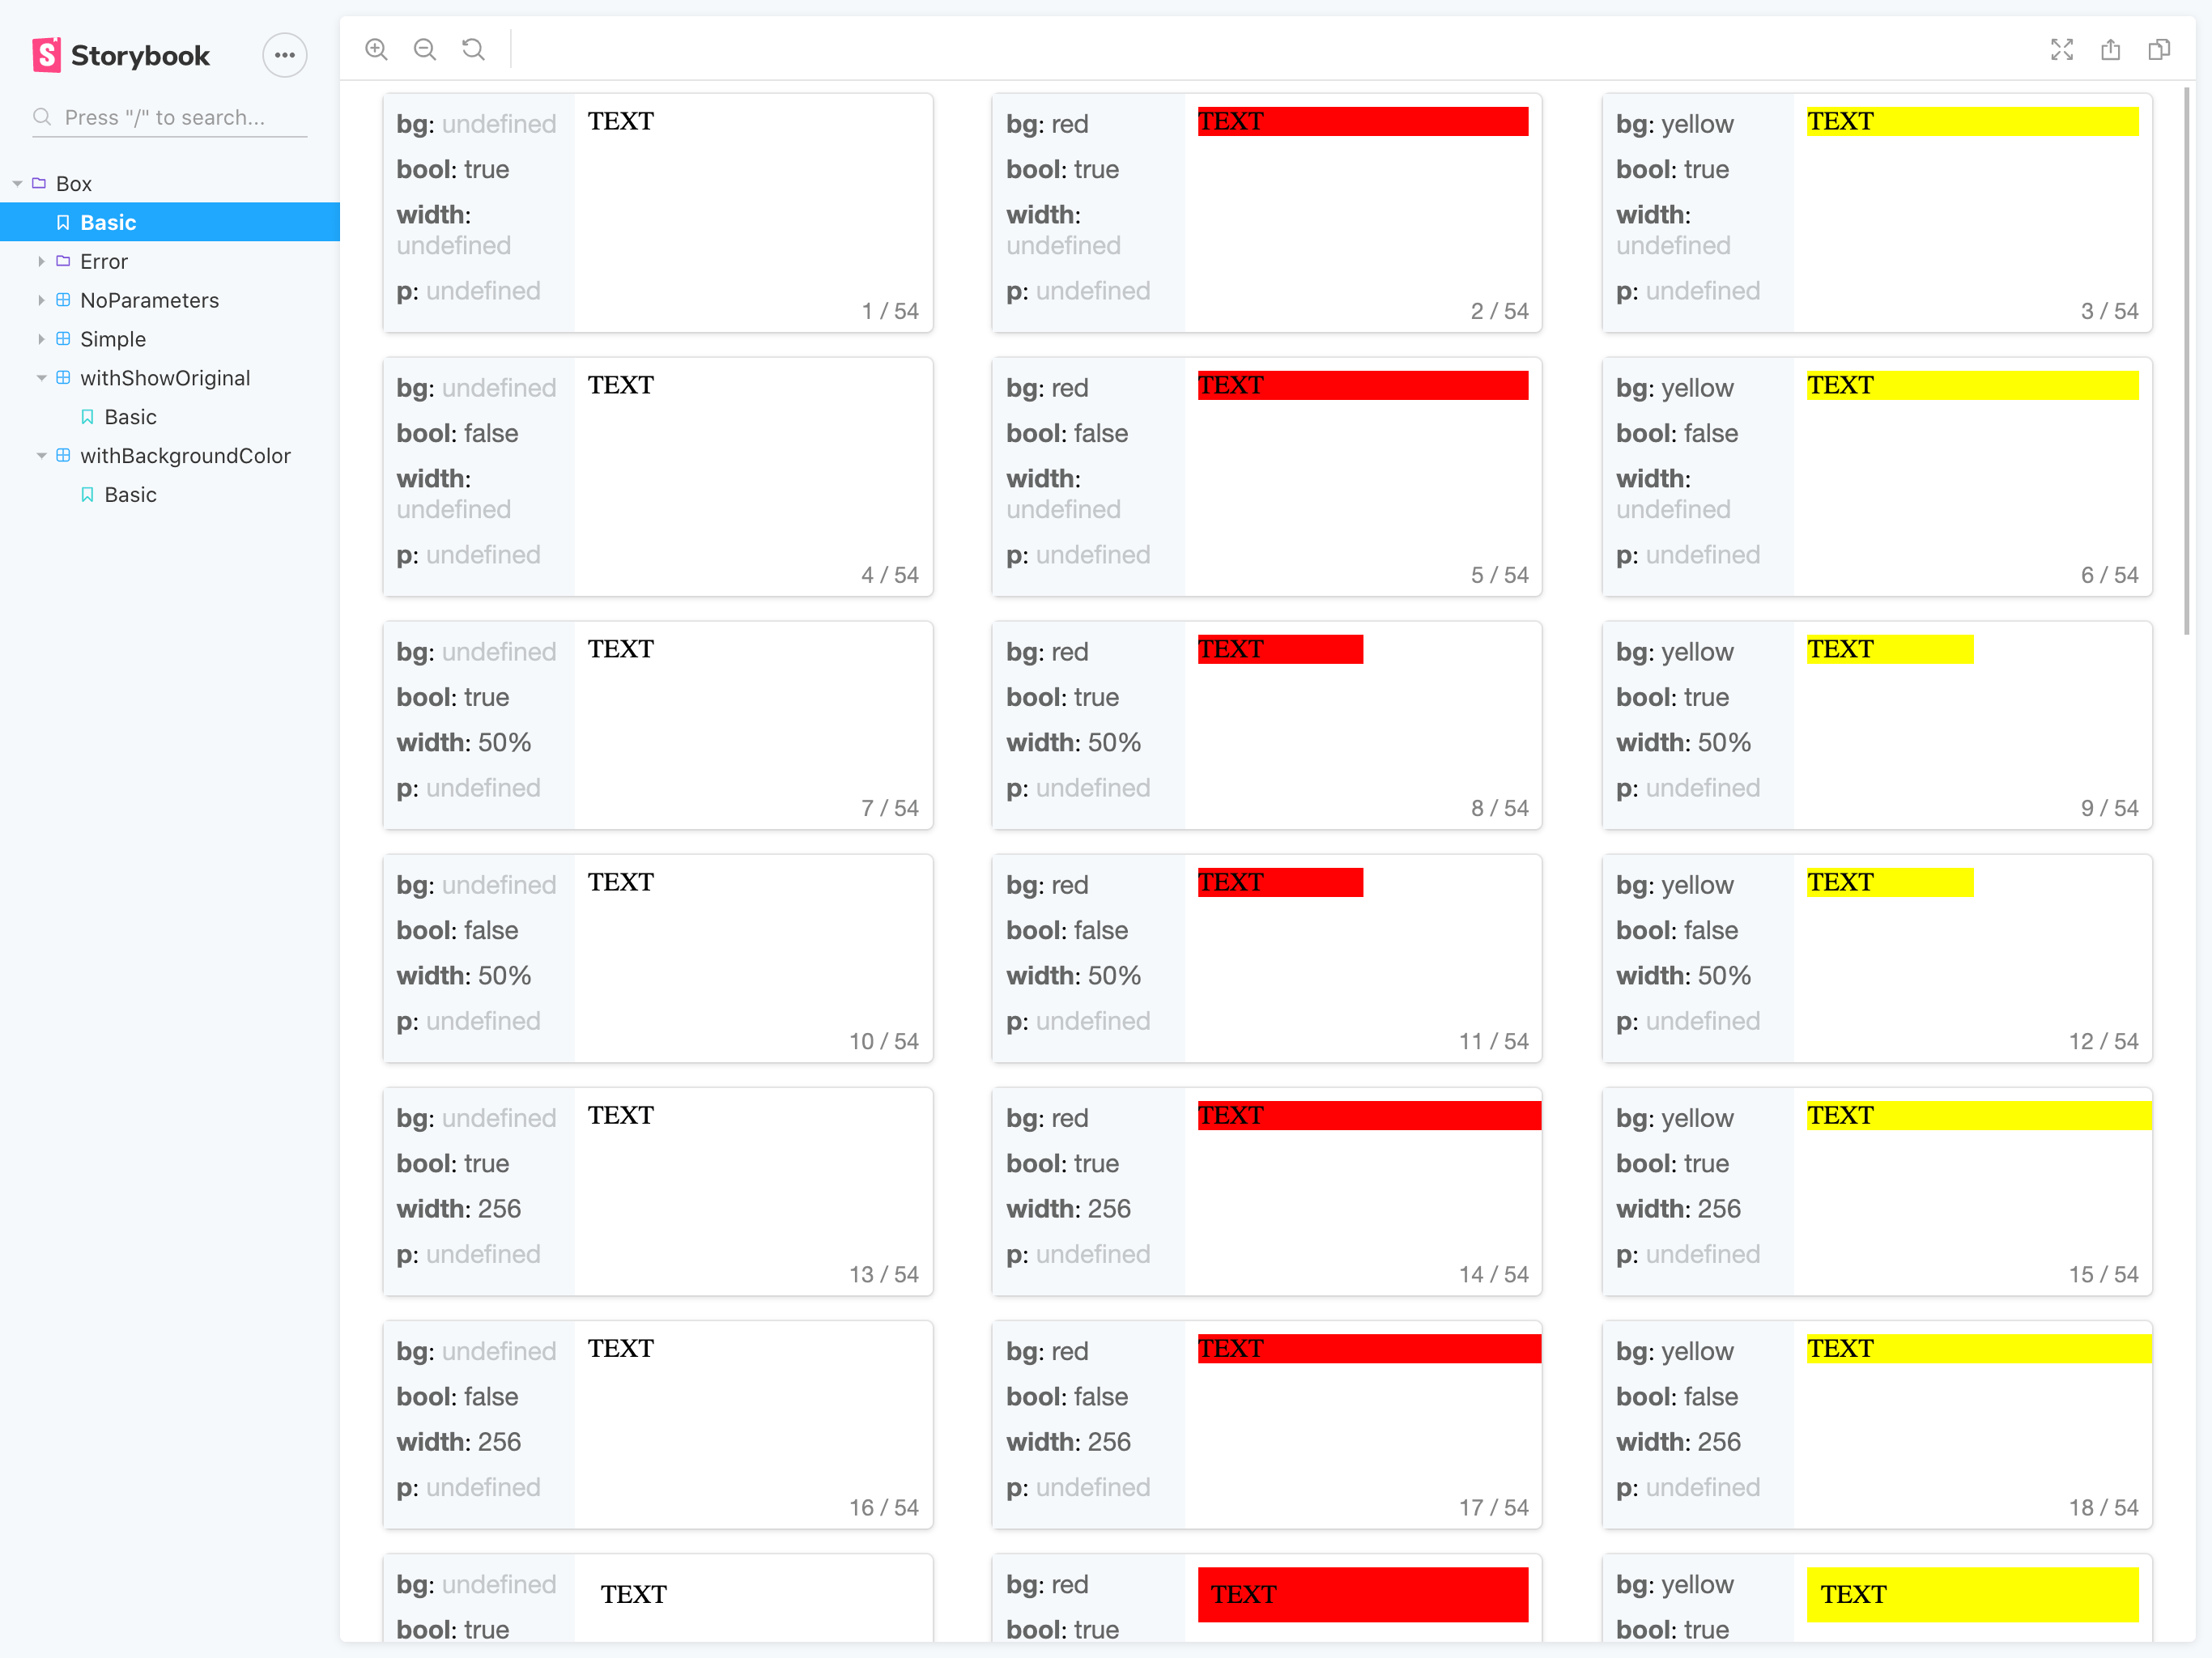 Storybook
Press "/" to search...
Box
Basic
Error
NoParameters
Simple
withShowOriginal
Basic
withBackgroundColor
Basic
bg: undefined
bool: true
width:
undefined
p: undefined
TEXT
1 / 54
bg: red
bool: true
width:
undefined
p: undefined
TEXT
2 / 54
bg: yellow
bool: true
width:
undefined
p: undefined
TEXT
3 / 54
bg: undefined
bool: false
width:
undefined
p: undefined
TEXT
4 / 54
bg: red
bool: false
width:
undefined
p: undefined
TEXT
5 / 54
bg: yellow
bool: false
width:
undefined
p: undefined
TEXT
6 / 54
bg: undefined
bool: true
width: 50%
p: undefined
TEXT
7 / 54
bg: red
bool: true
width: 50%
p: undefined
TEXT
8 / 54
bg: yellow
bool: true
width: 50%
p: undefined
TEXT
9 / 54
bg: undefined
bool: false
width: 50%
p: undefined
TEXT
10 / 54
bg: red
bool: false
width: 50%
p: undefined
TEXT
11 / 54
bg: yellow
bool: false
width: 50%
p: undefined
TEXT
12 / 54
bg: undefined
bool: true
width: 256
p: undefined
TEXT
13 / 54
bg: red
bool: true
width: 256
p: undefined
TEXT
14 / 54
bg: yellow
bool: true
width: 256
p: undefined
TEXT
15 / 54
bg: undefined
bool: false
width: 256
p: undefined
TEXT
16 / 54
bg: red
bool: false
width: 256
p: undefined
TEXT
17 / 54
bg: yellow
bool: false
width: 256
p: undefined
TEXT
18 / 54
bg: undefined
bool: true
TEXT
bg: red
bool: true
TEXT
bg: yellow
bool: true
TEXT